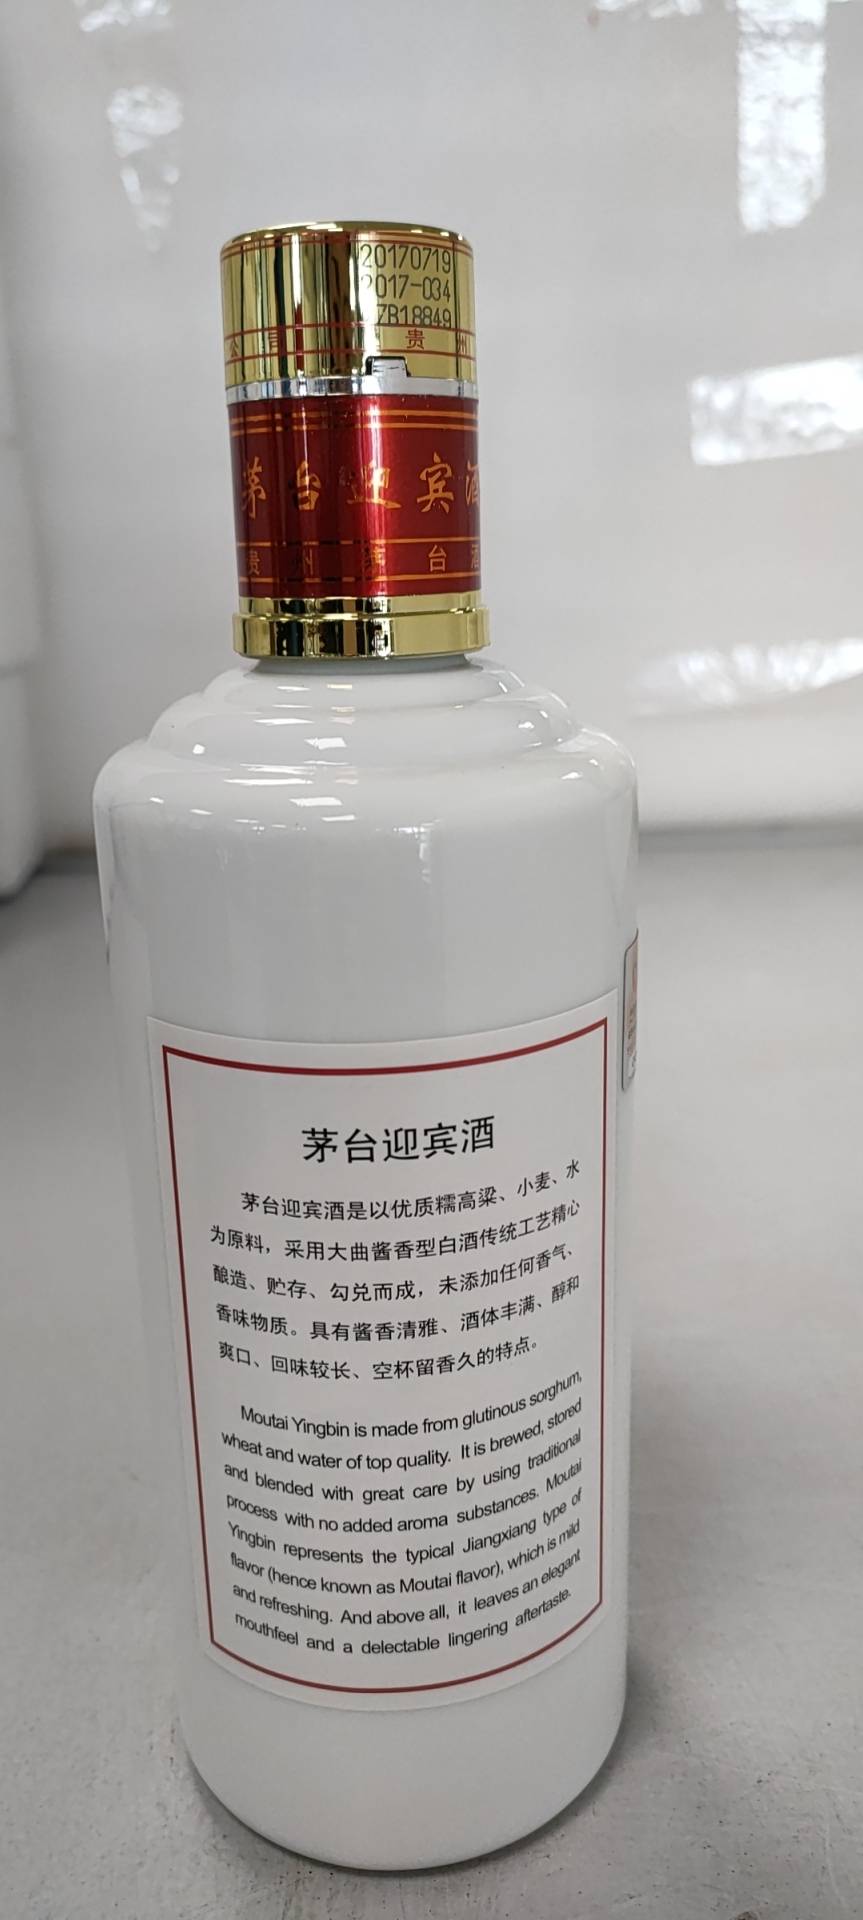 20170719
2017-034
ZB18849
公司 贵州
茅台迎宾酒
贵州茅台酒
茅台迎宾酒
茅台迎宾酒是以优质糯高粱、小麦、水
为原料，采用大曲酱香型白酒传统工艺精心
酿造、贮存、勾兑而成，未添加任何香气、
香味物质。具有酱香清雅、酒体丰满、醇和
爽口、回味较长、空杯留香久的特点。
Moutai Yingbin is made from glutinous sorghum,
wheat and water of top quality. It is brewed, stored
and blended with great care by using traditional
process with no added aroma substances. Moutai
Yingbin represents the typical Jiangxiang type of
flavor (hence known as Moutai flavor), which is mild
and refreshing. And above all, it leaves an elegant
mouthfeel and a delectable lingering aftertaste.